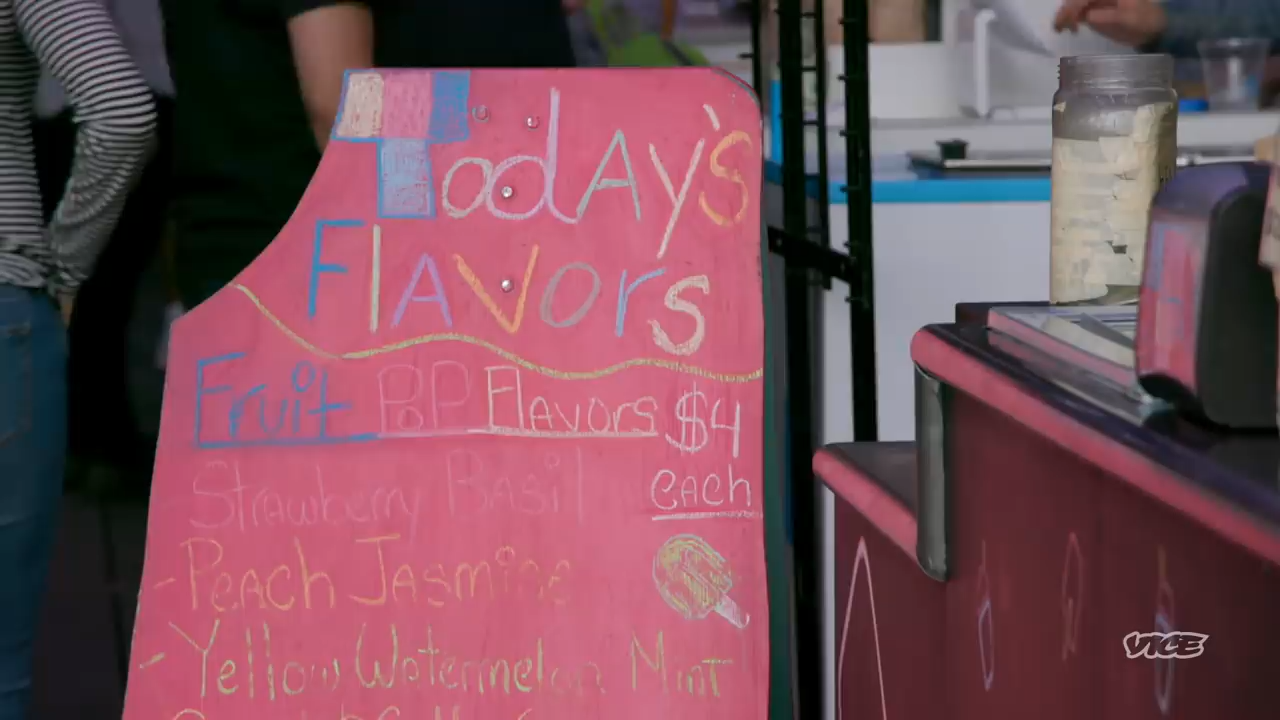 Today's
Flavors
Fruit Pop Flavors $4
each
Strawberry Basil
- Peach Jasmine
- Yellow Watermelon Mint
VICE